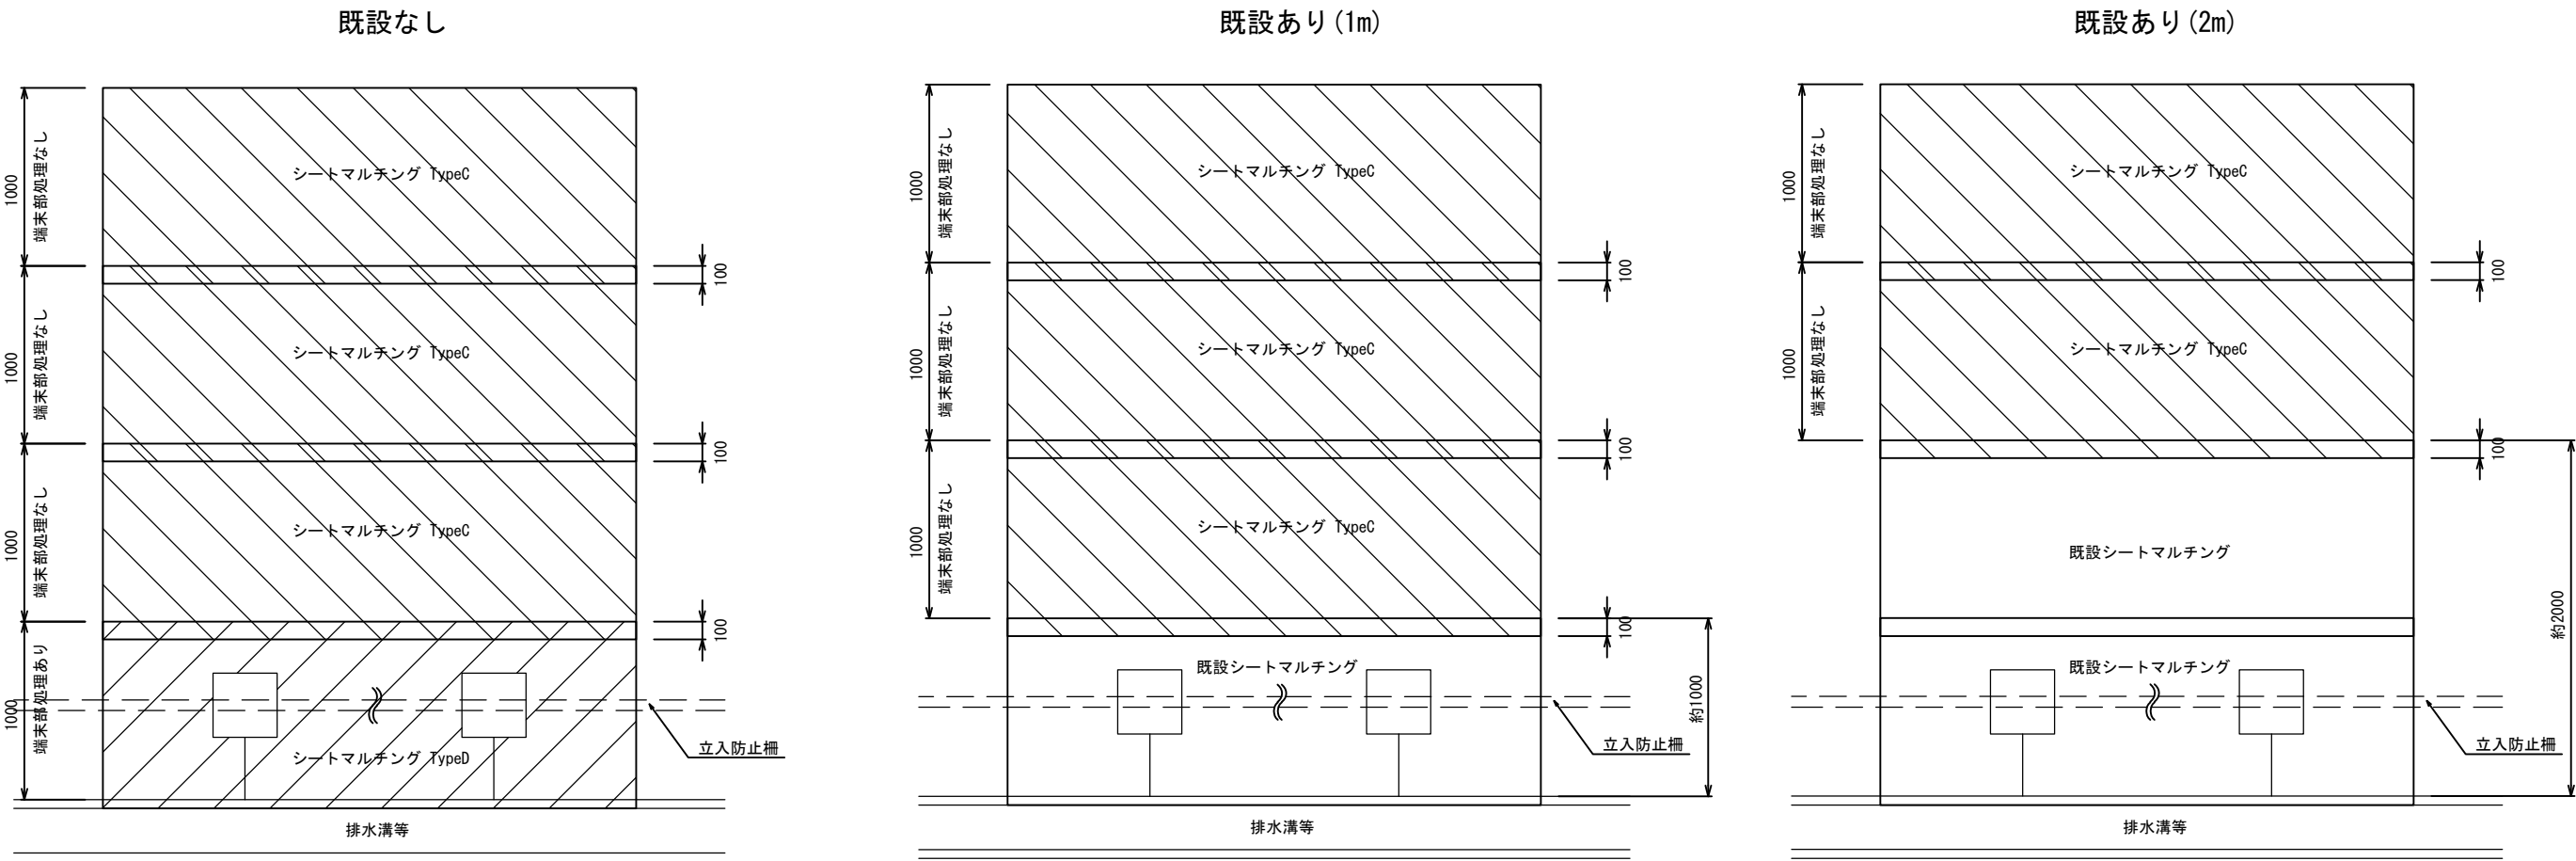 既設なし
1000
端末部処理なし
シートマルチング TypeC
100
1000
端末部処理なし
シートマルチング TypeC
100
1000
端末部処理なし
シートマルチング TypeC
100
1000
端末部処理あり
シートマルチング TypeD
立入防止柵
排水溝等
既設あり(1m)
1000
端末部処理なし
シートマルチング TypeC
100
1000
端末部処理なし
シートマルチング TypeC
100
1000
端末部処理なし
シートマルチング TypeC
100
既設シートマルチング
約1000
立入防止柵
排水溝等
既設あり(2m)
1000
端末部処理なし
シートマルチング TypeC
100
1000
端末部処理なし
シートマルチング TypeC
100
既設シートマルチング
約2000
既設シートマルチング
立入防止柵
排水溝等